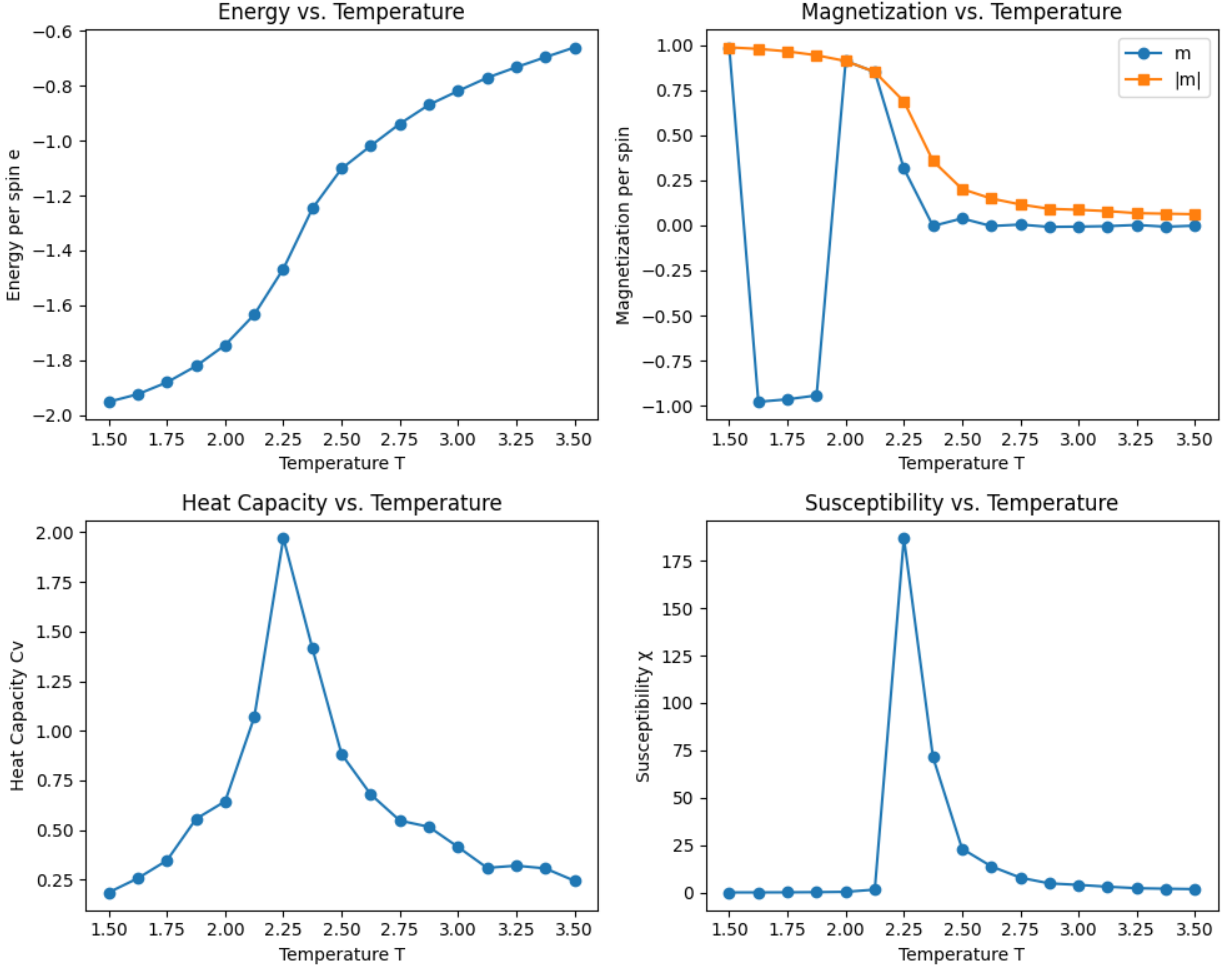 Energy vs. Temperature
Energy per spin e
−0.6
−0.8
−1.0
−1.2
−1.4
−1.6
−1.8
−2.0
1.50 1.75 2.00 2.25 2.50 2.75 3.00 3.25 3.50
Temperature T
Magnetization vs. Temperature
Magnetization per spin
1.00
0.75
0.50
0.25
0.00
−0.25
−0.50
−0.75
−1.00
m
|m|
1.50 1.75 2.00 2.25 2.50 2.75 3.00 3.25 3.50
Temperature T
Heat Capacity vs. Temperature
Heat Capacity Cv
2.00
1.75
1.50
1.25
1.00
0.75
0.50
0.25
1.50 1.75 2.00 2.25 2.50 2.75 3.00 3.25 3.50
Temperature T
Susceptibility vs. Temperature
Susceptibility χ
175
150
125
100
75
50
25
0
1.50 1.75 2.00 2.25 2.50 2.75 3.00 3.25 3.50
Temperature T